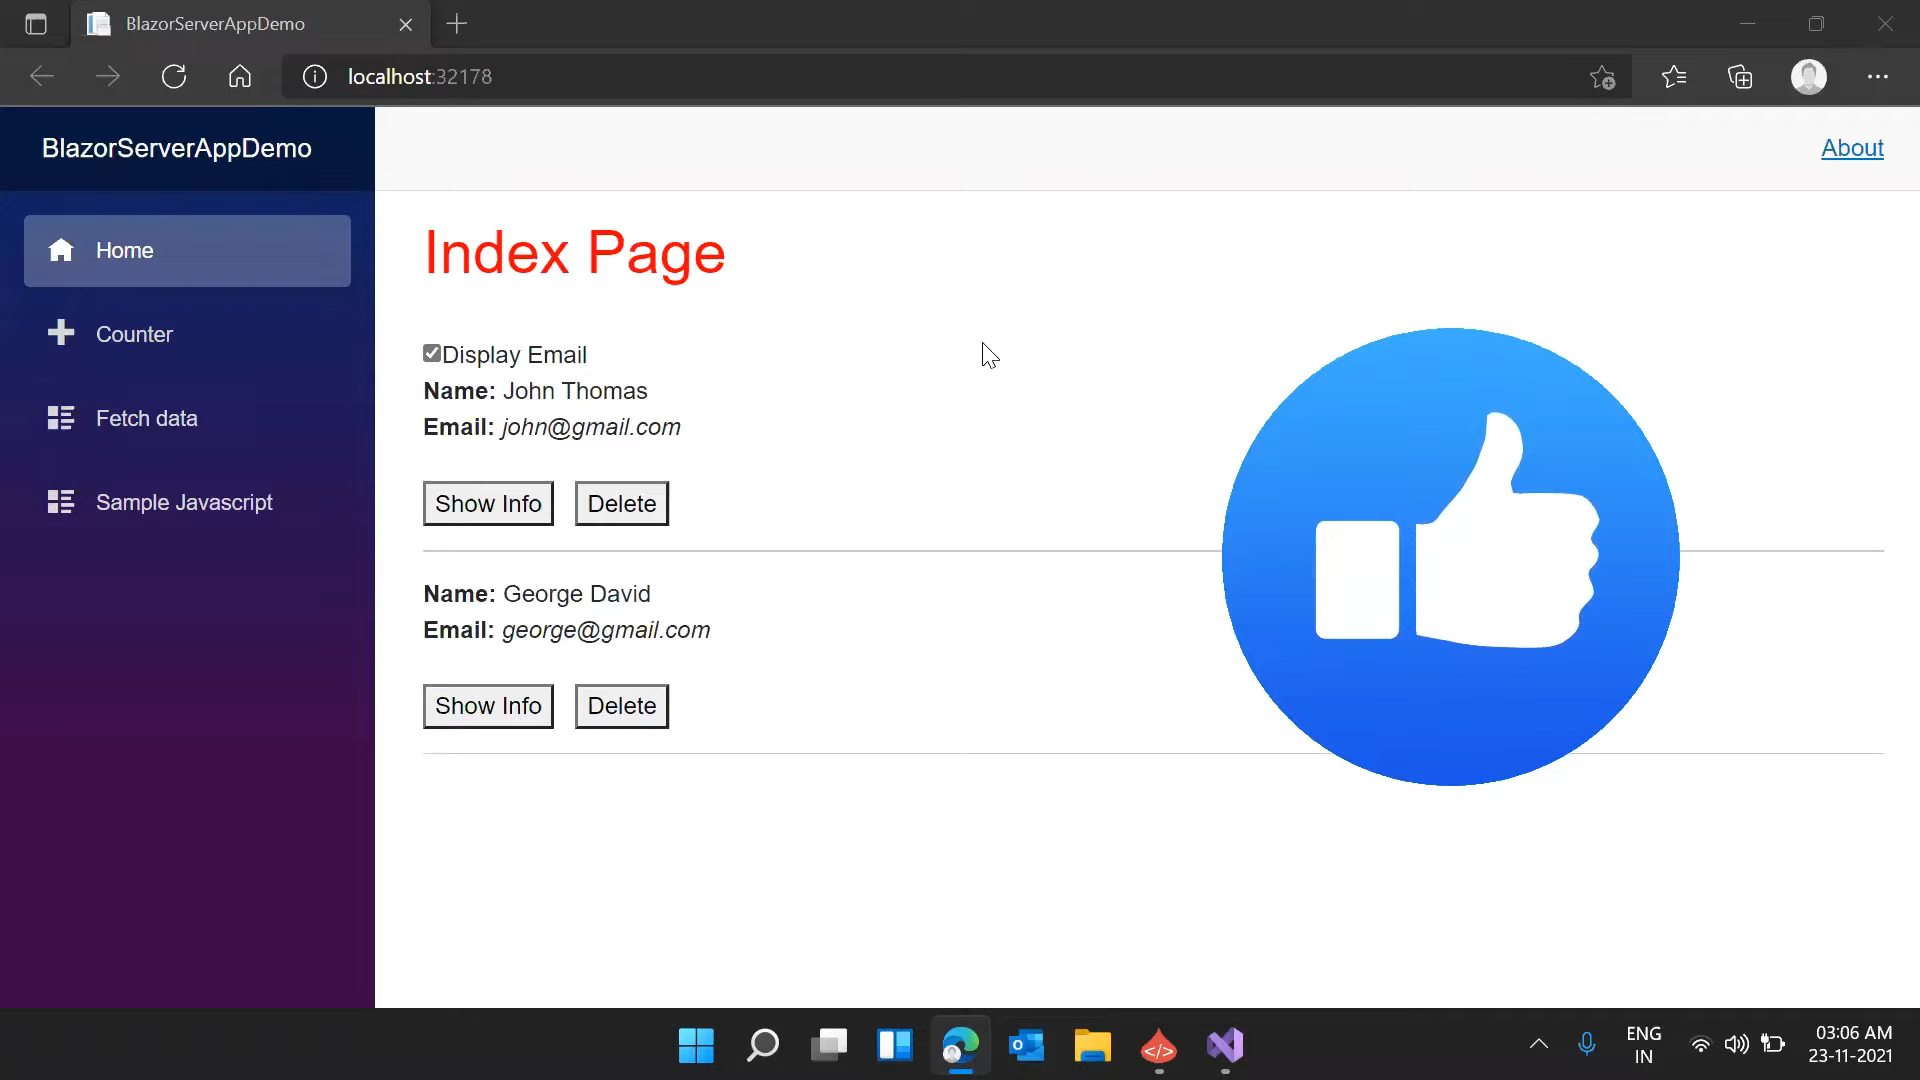 BlazorServerAppDemo
localhost:32178
BlazorServerAppDemo
About
Home
Counter
Fetch data
Sample Javascript
Index Page
Display Email
Name: John Thomas
Email: john@gmail.com
Show Info Delete
Name: George David
Email: george@gmail.com
Show Info Delete
ENG
IN
03:06 AM
23-11-2021